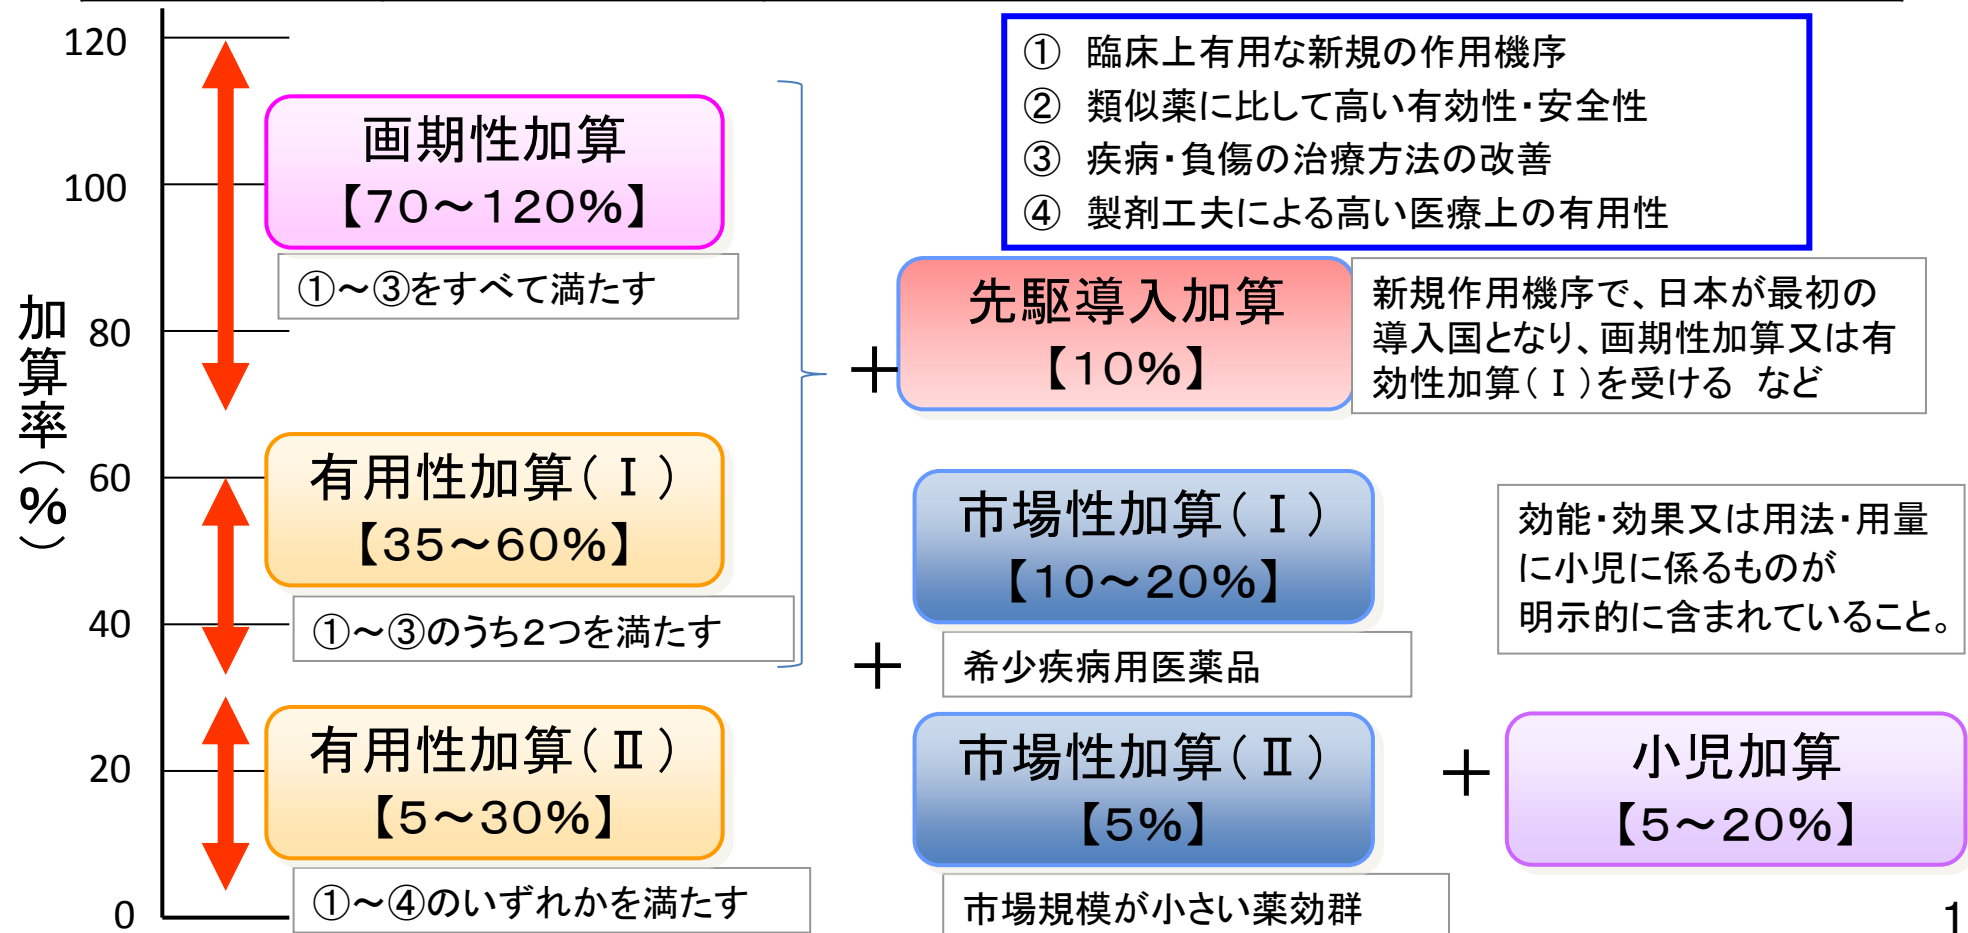 120
100
80
60
40
20
0
加算率(%)
画期性加算
【70～120%】
①～③をすべて満たす
有用性加算(Ⅰ)
【35～60%】
①～③のうち2つを満たす
有用性加算(Ⅱ)
【5～30%】
①～④のいずれかを満たす
① 臨床上有用な新規の作用機序
② 類似薬に比して高い有効性・安全性
③ 疾病・負傷の治療方法の改善
④ 製剤工夫による高い医療上の有用性
+
先駆導入加算
【10%】
新規作用機序で、日本が最初の
導入国となり、画期性加算又は有
効性加算(Ⅰ)を受ける など
+
市場性加算(Ⅰ)
【10～20%】
希少疾病用医薬品
市場性加算(Ⅱ)
【5%】
市場規模が小さい薬効群
効能・効果又は用法・用量
に小児に係るものが
明示的に含まれていること。
+
小児加算
【5～20%】
1